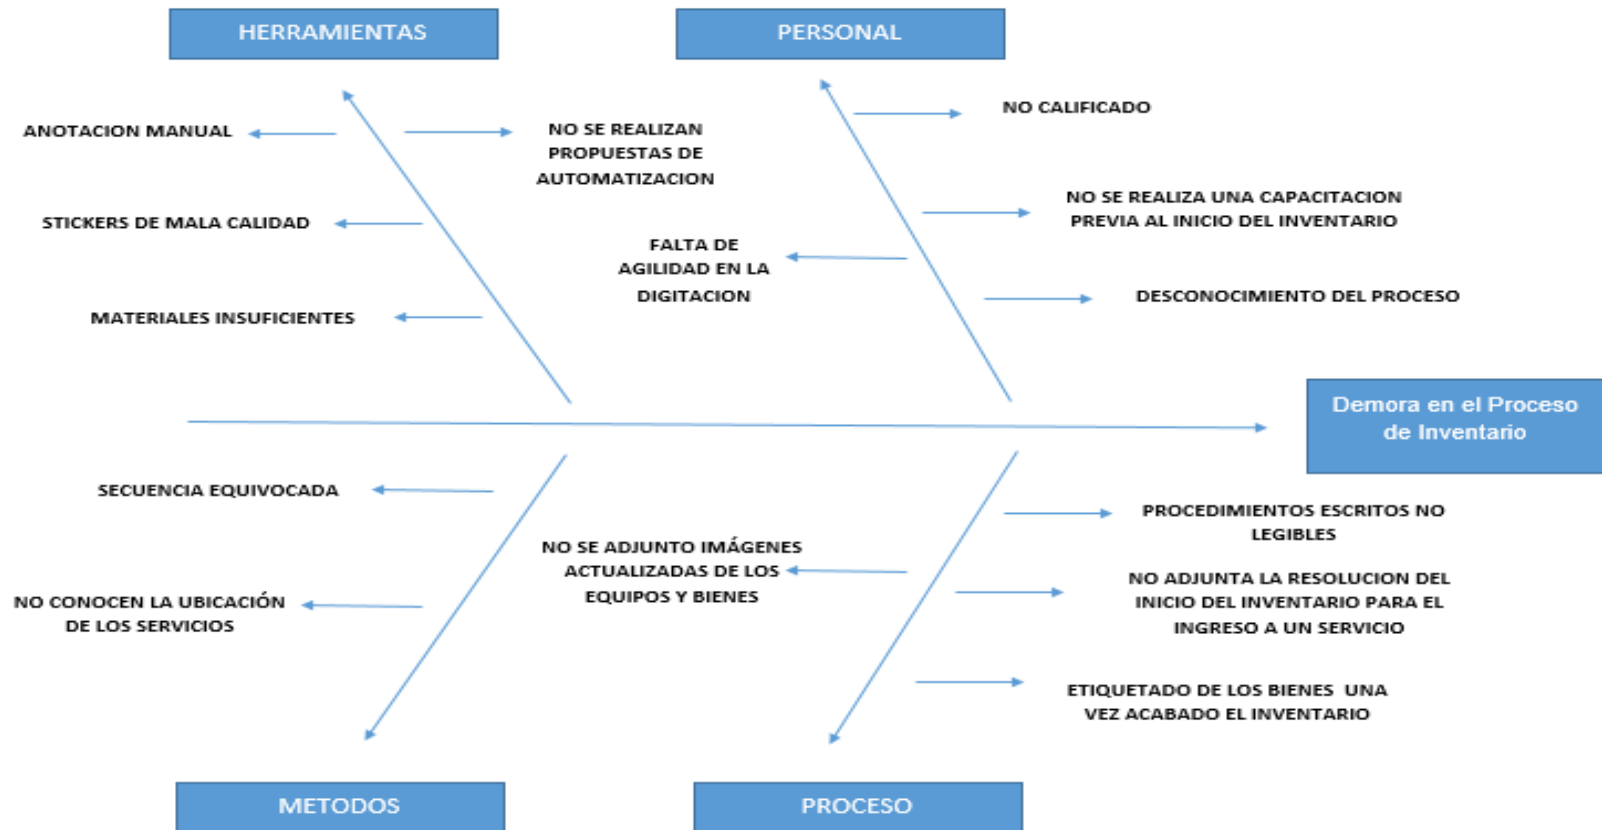 HERRAMIENTAS
PERSONAL
ANOTACION MANUAL
NO SE REALIZAN
PROPUESTAS DE
AUTOMATIZACION
NO CALIFICADO
STICKERS DE MALA CALIDAD
NO SE REALIZA UNA CAPACITACION
PREVIA AL INICIO DEL INVENTARIO
FALTA DE
AGILIDAD EN LA
DIGITACION
MATERIALES INSUFICIENTES
DESCONOCIMIENTO DEL PROCESO
Demora en el Proceso
de Inventario
SECUENCIA EQUIVOCADA
NO CONOCEN LA UBICACIÓN
DE LOS SERVICIOS
NO SE ADJUNTO IMÁGENES
ACTUALIZADAS DE LOS
EQUIPOS Y BIENES
PROCEDIMIENTOS ESCRITOS NO
LEGIBLES
NO ADJUNTA LA RESOLUCION DEL
INICIO DEL INVENTARIO PARA EL
INGRESO A UN SERVICIO
ETIQUETADO DE LOS BIENES UNA
VEZ ACABADO EL INVENTARIO
METODOS
PROCESO